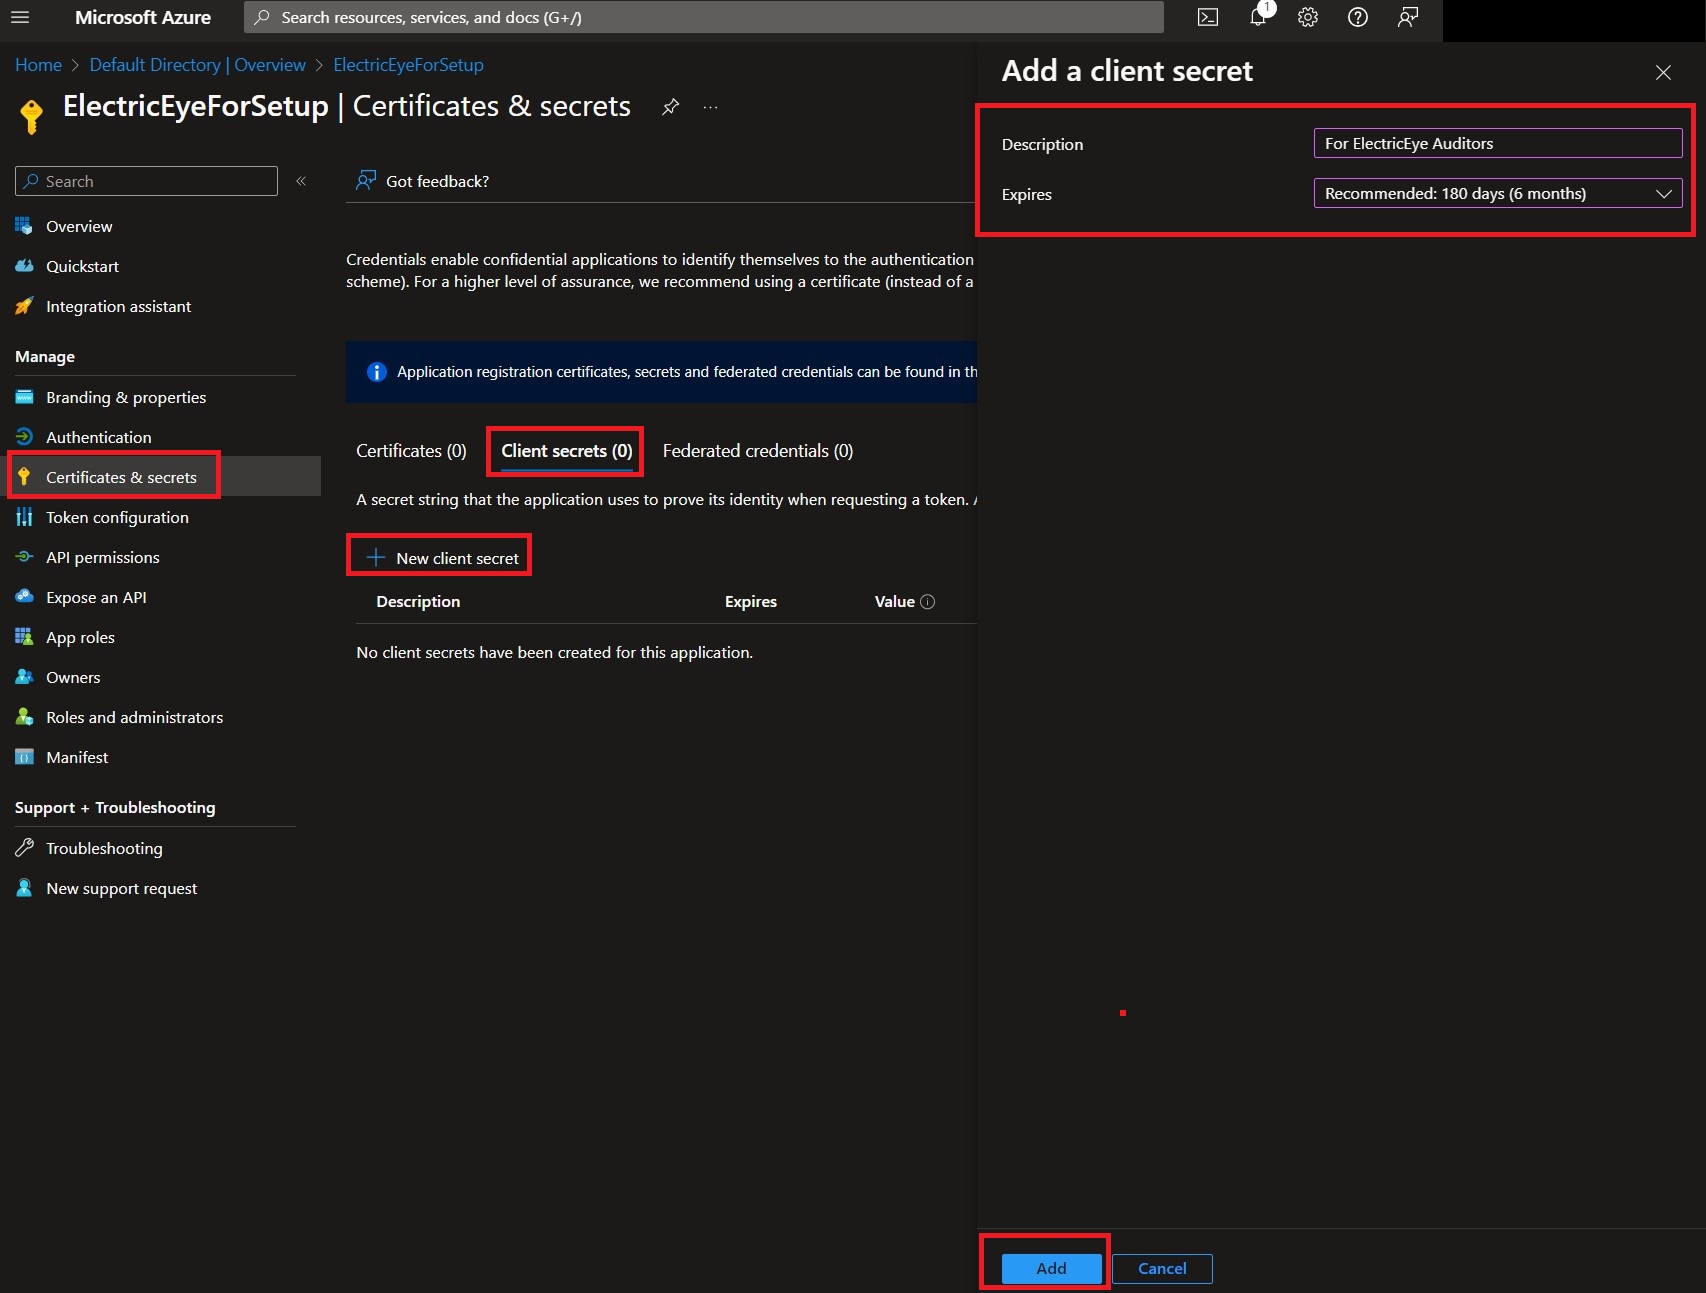 Microsoft Azure
Search resources, services, and docs (G+/)
1
Home > Default Directory | Overview > ElectricEyeForSetup
ElectricEyeForSetup | Certificates & secrets
Search
Overview
Quickstart
Integration assistant
Manage
Branding & properties
Authentication
Certificates & secrets
Token configuration
API permissions
Expose an API
App roles
Owners
Roles and administrators
Manifest
Support + Troubleshooting
Troubleshooting
New support request
Got feedback?
Credentials enable confidential applications to identify themselves to the authentication
scheme). For a higher level of assurance, we recommend using a certificate (instead of a
Application registration certificates, secrets and federated credentials can be found in th
Certificates (0)
Client secrets (0)
Federated credentials (0)
A secret string that the application uses to prove its identity when requesting a token.
New client secret
Description
Expires
Value
No client secrets have been created for this application.
Add a client secret
Description
For ElectricEye Auditors
Expires
Recommended: 180 days (6 months)
Add
Cancel